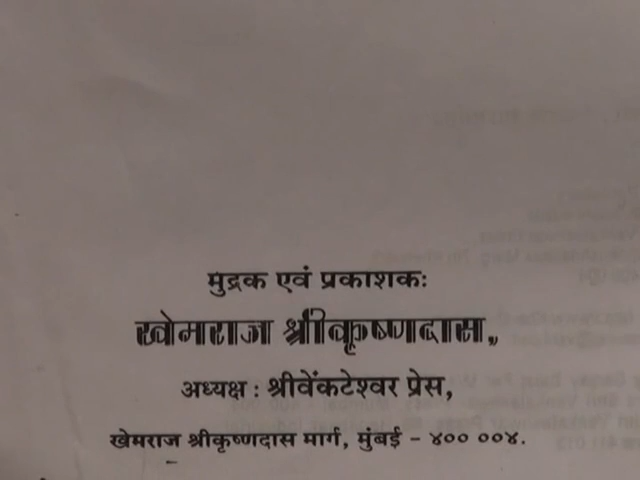 मुद्रक एवं प्रकाशकः
खेमराज श्रीकृष्णदास,
अध्यक्ष : श्रीवेंकटेश्वर प्रेस,
खेमराज श्रीकृष्णदास मार्ग, मुंबई - ४०० ००४.